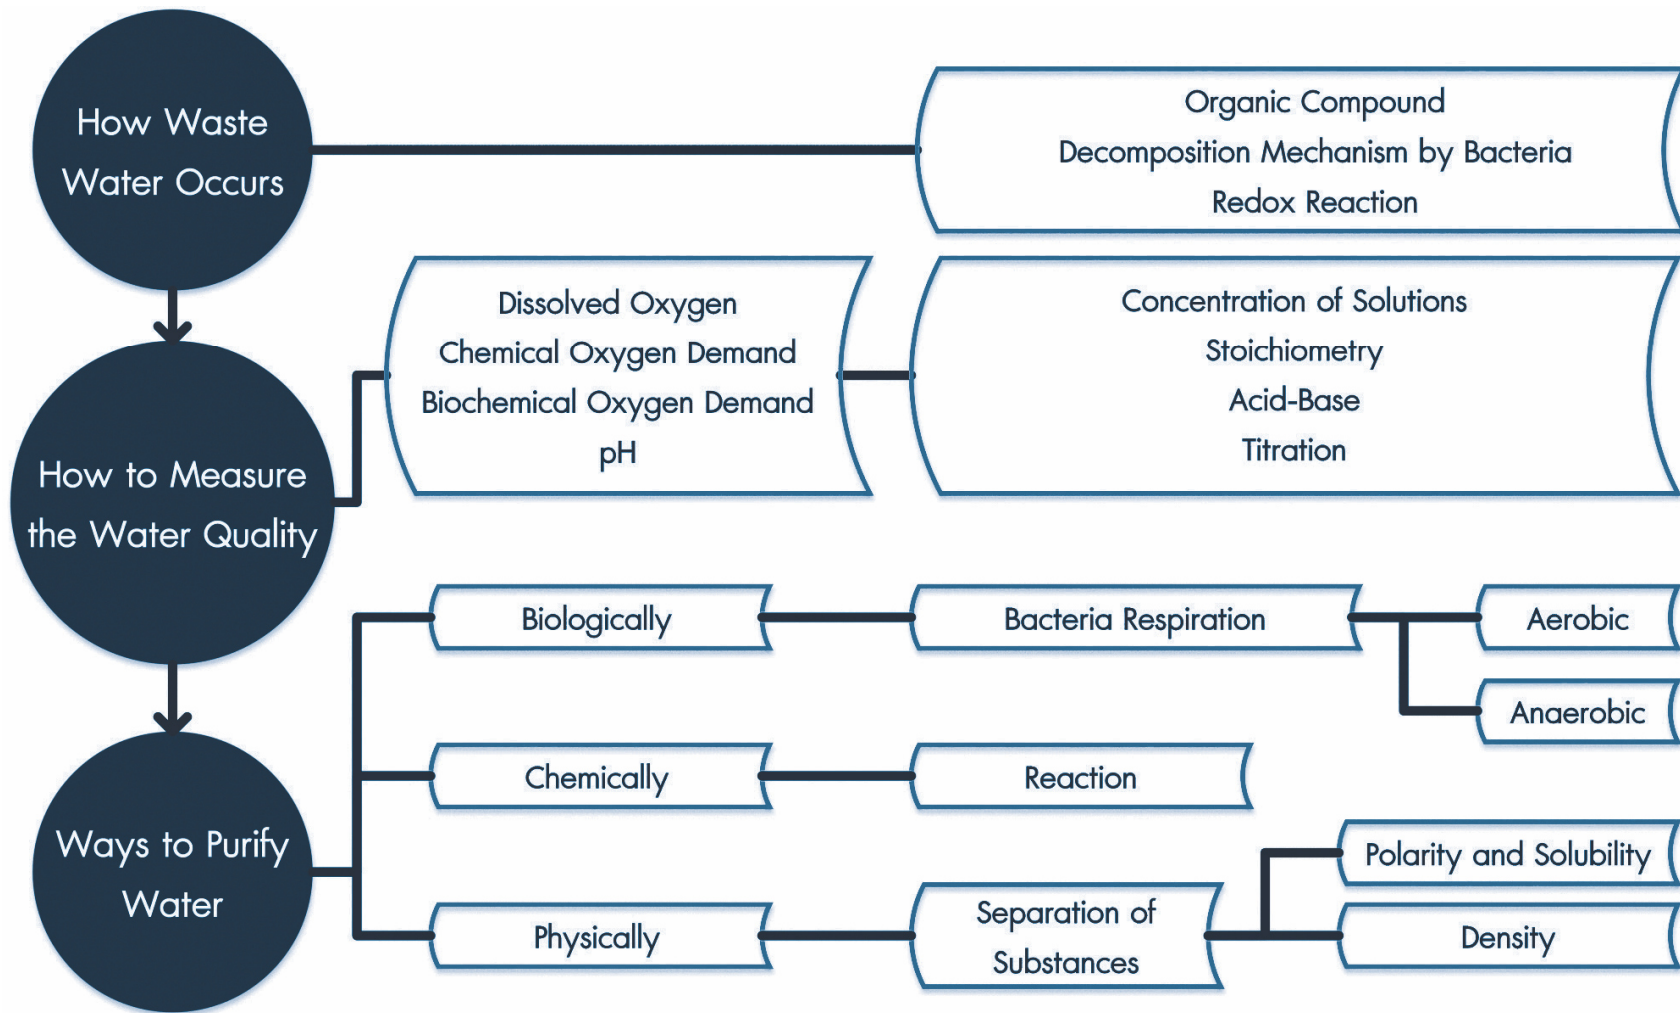 How Waste
Water Occurs
Organic Compound
Decomposition Mechanism by Bacteria
Redox Reaction
How to Measure
the Water Quality
Dissolved Oxygen
Chemical Oxygen Demand
Biochemical Oxygen Demand
pH
Concentration of Solutions
Stoichiometry
Acid-Base
Titration
Ways to Purify
Water
Biologically
Bacteria Respiration
Aerobic
Anaerobic
Chemically
Reaction
Physically
Separation of
Substances
Polarity and Solubility
Density